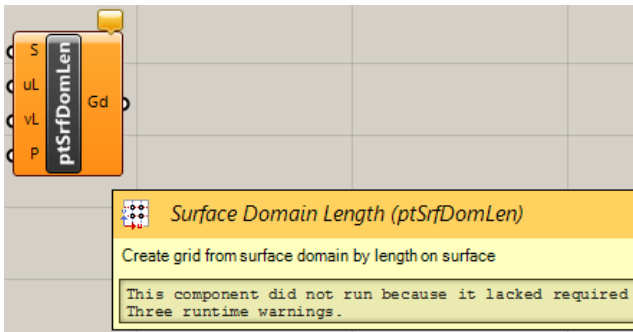 S
uL
vL
P
ptSrfDomLen
Gd
Surface Domain Length (ptSrfDomLen)
Create grid from surface domain by length on surface
This component did not run because it lacked required
Three runtime warnings.